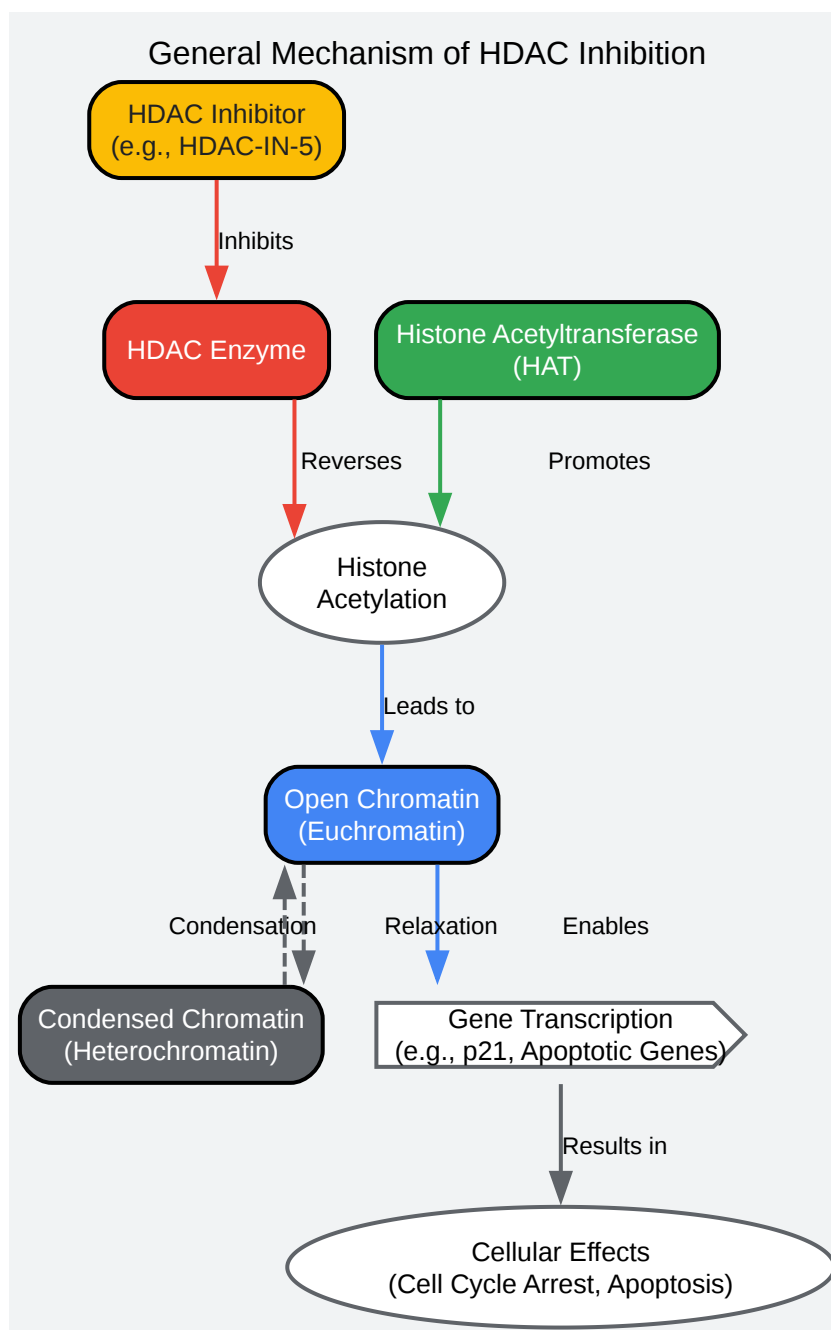 General Mechanism of HDAC Inhibition
HDAC Inhibitor
(e.g., HDAC-IN-5)
Inhibits
HDAC Enzyme
Histone Acetyltransferase
(HAT)
Reverses
Promotes
Histone
Acetylation
Leads to
Open Chromatin
(Euchromatin)
Condensation
Relaxation
Enables
Condensed Chromatin
(Heterochromatin)
Gene Transcription
(e.g., p21, Apoptotic Genes)
Results in
Cellular Effects
(Cell Cycle Arrest, Apoptosis)